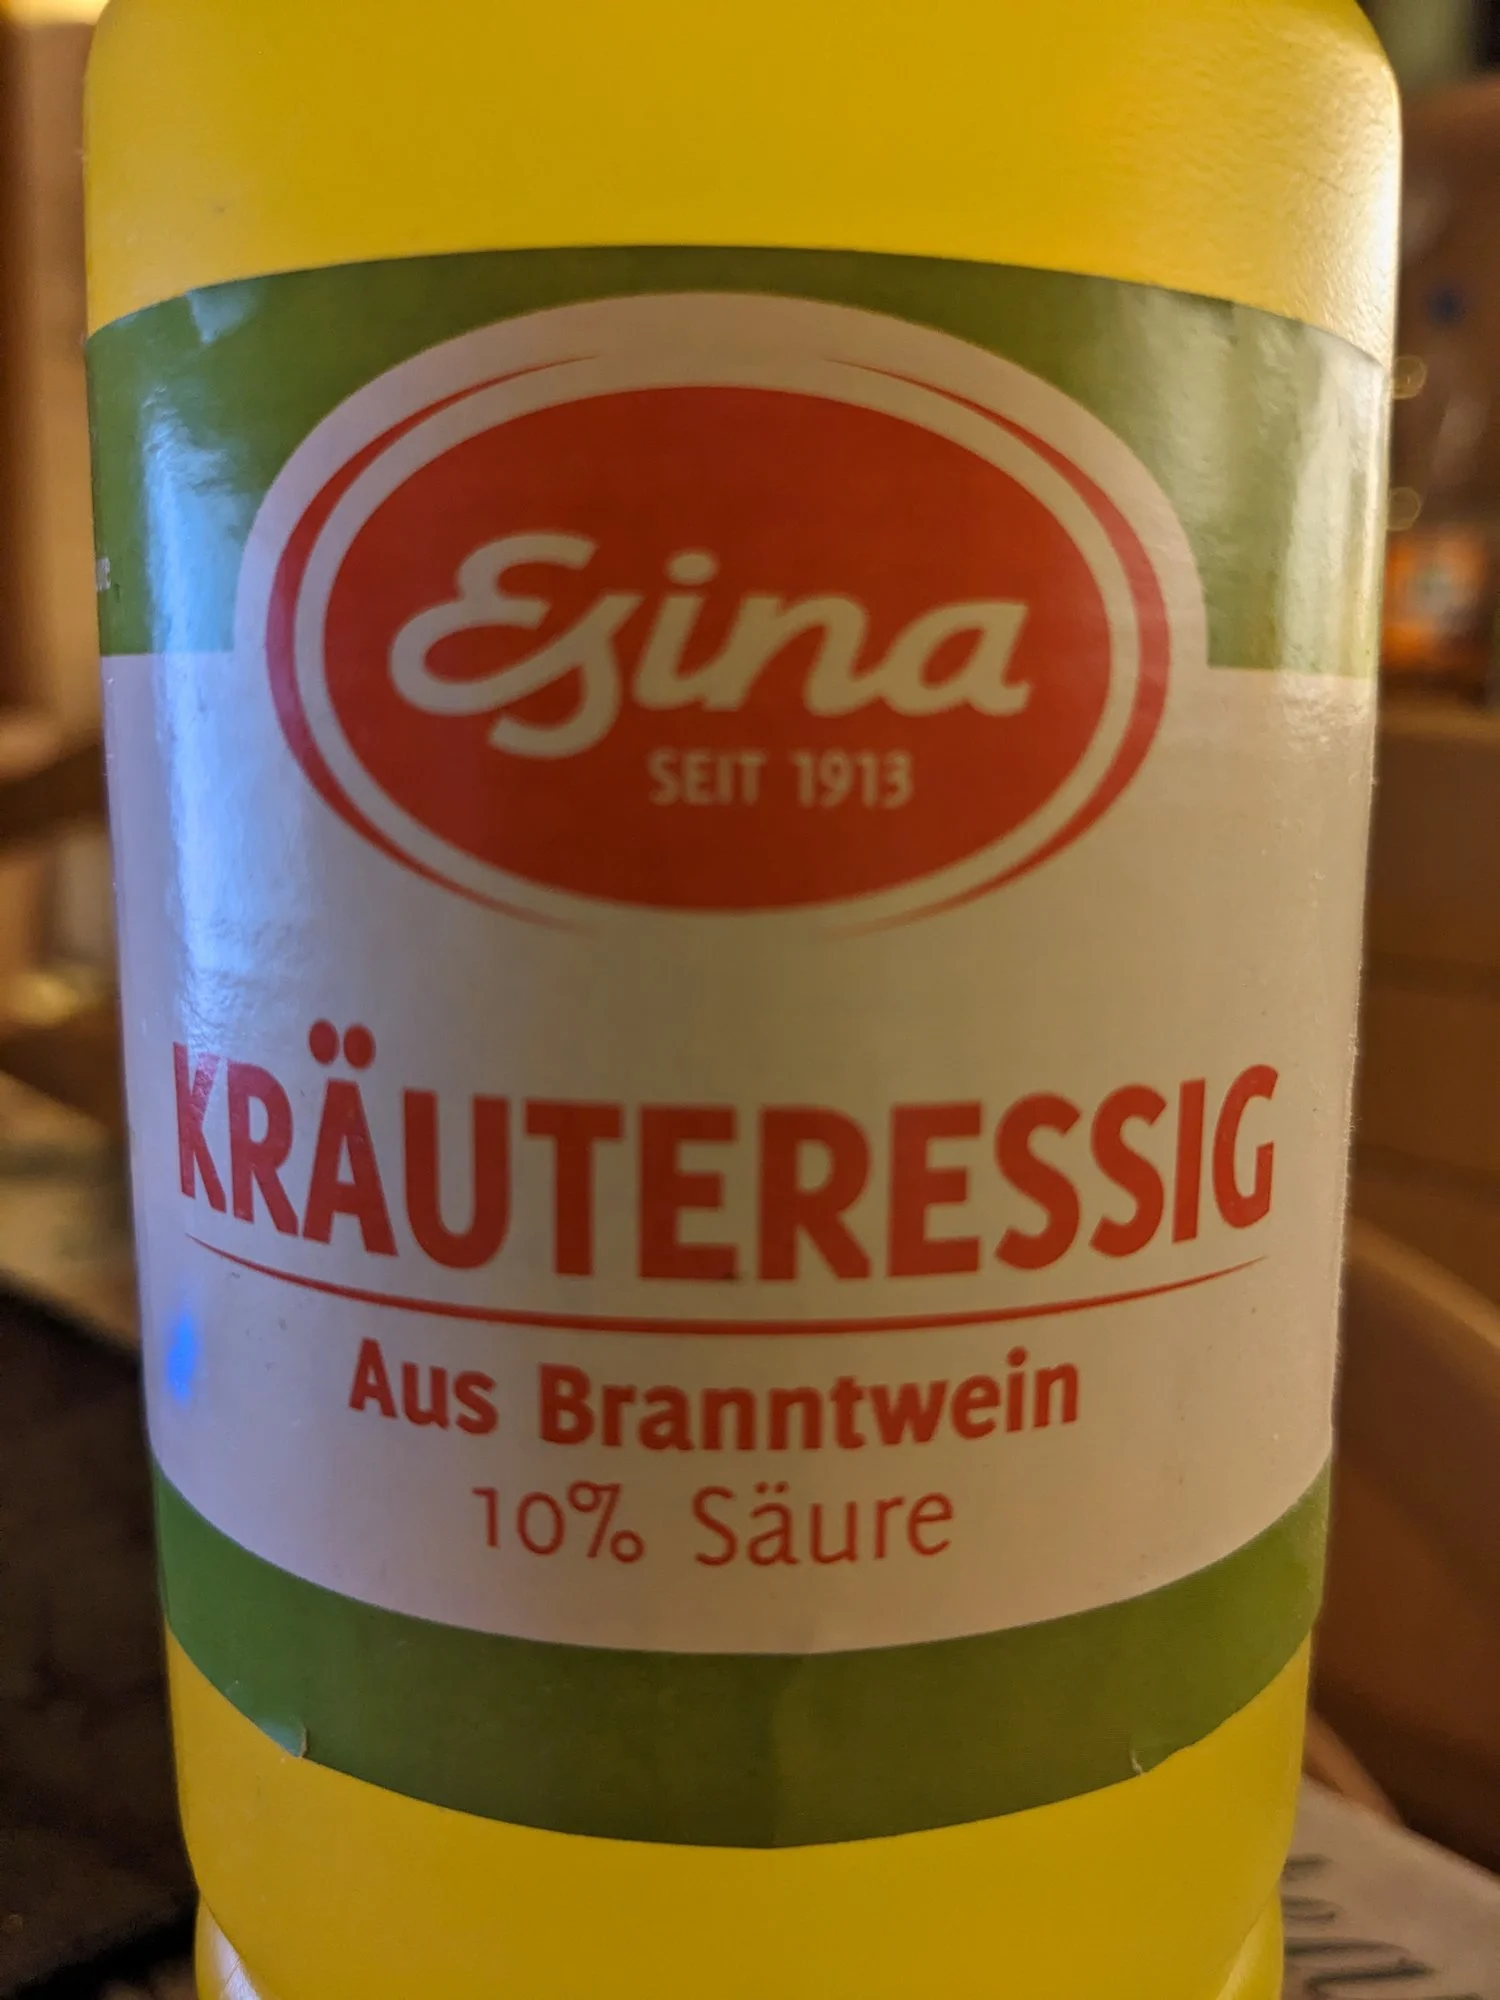 Esina
SEIT 1913
KRÄUTERESSIG
Aus Branntwein
10% Säure